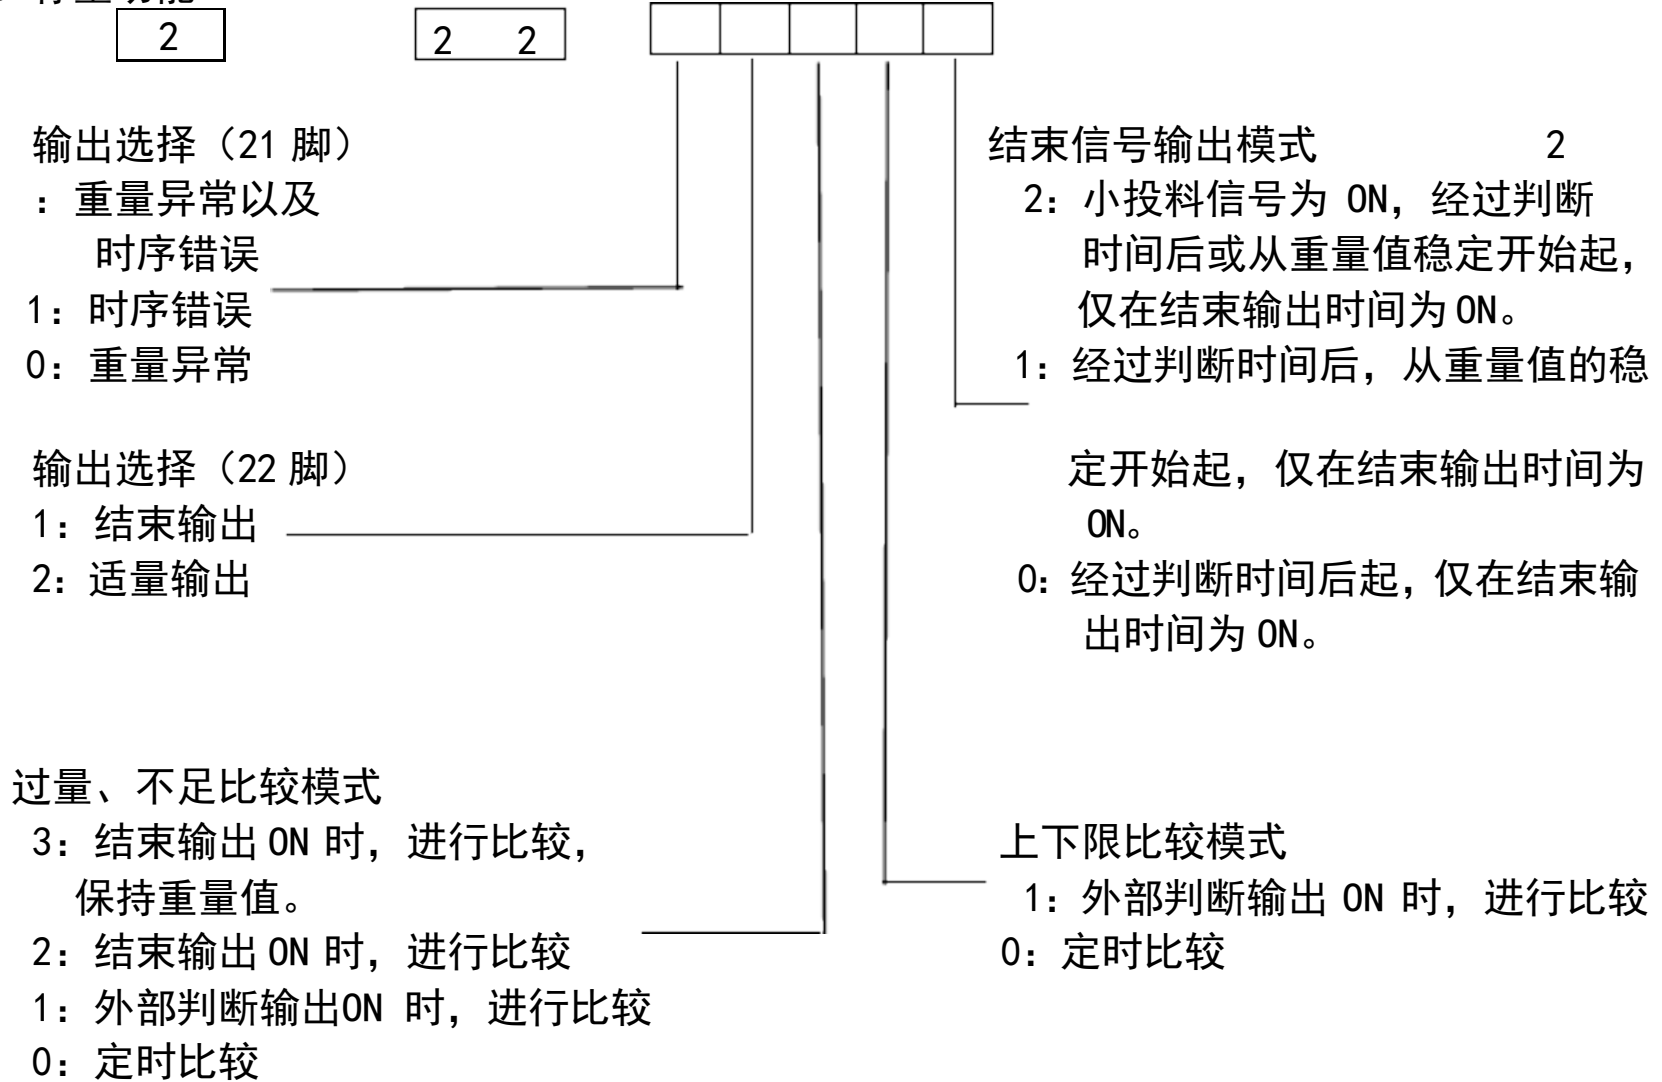 2
2 2
输出选择（21 脚）
：重量异常以及
时序错误
1：时序错误
0：重量异常
输出选择（22 脚）
1：结束输出
2：适量输出
过量、不足比较模式
3：结束输出 ON 时，进行比较，
保持重量值。
2：结束输出 ON 时，进行比较
1：外部判断输出ON 时，进行比较
0：定时比较
结束信号输出模式 2
2：小投料信号为 ON，经过判断
时间后或从重量值稳定开始起，
仅在结束输出时间为 ON。
1：经过判断时间后，从重量值的稳
定开始起，仅在结束输出时间为
ON。
0：经过判断时间后起，仅在结束输
出时间为 ON。
上下限比较模式
1：外部判断输出 ON 时，进行比较
0：定时比较